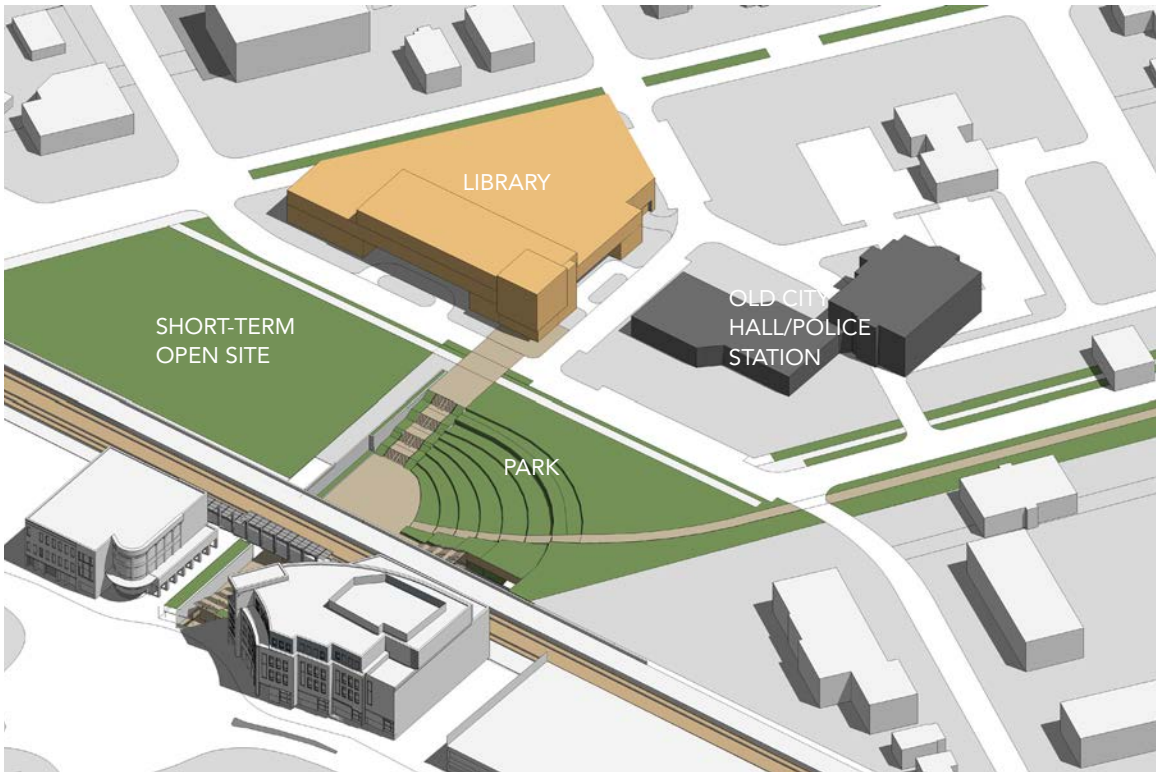 LIBRARY
OLD CITY
HALL/POLICE
STATION
SHORT-TERM
OPEN SITE
PARK